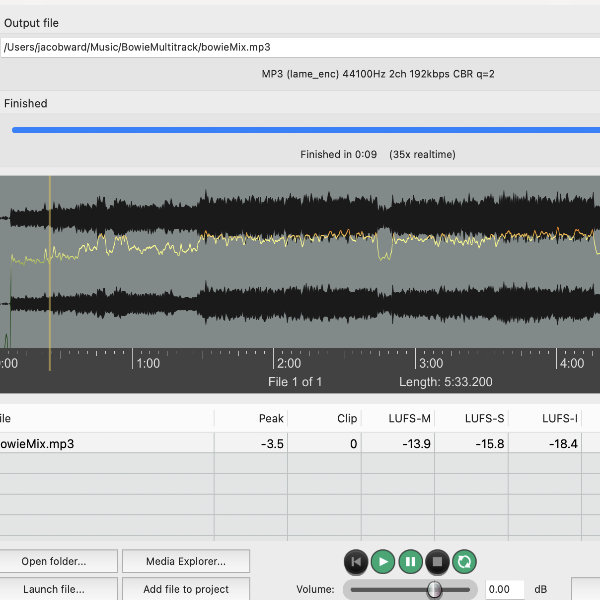 Output file
/Users/jacobward/Music/BowieMultitrack/bowieMix.mp3
MP3 (lame_enc) 44100Hz 2ch 192kbps CBR q=2
Finished
Finished in 0:09 (35x realtime)
:00 1:00 2:00 3:00 4:00
File 1 of 1 Length: 5:33.200
ile Peak Clip LUFS-M LUFS-S LUFS-I
owieMix.mp3 -3.5 0 -13.9 -15.8 -18.4
Open folder... Media Explorer...
Launch file... Add file to project Volume: 0.00 dB